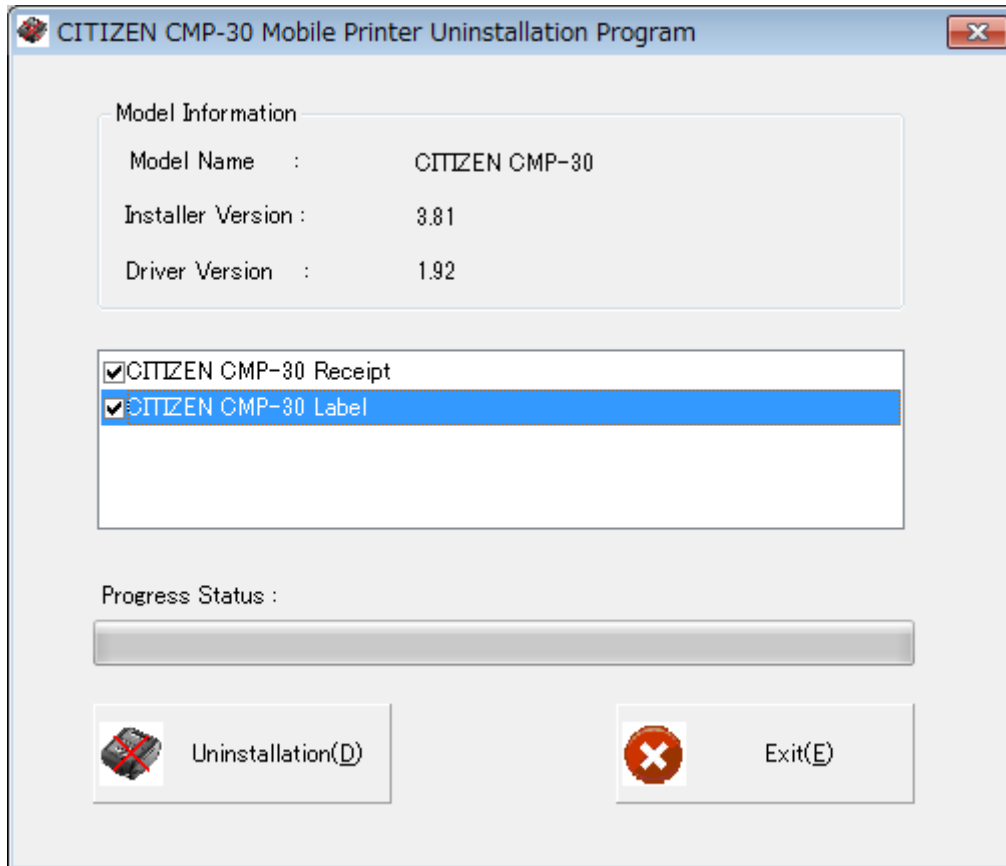 CITIZEN CMP-30 Mobile Printer Uninstallation Program
Model Information
Model Name : CITIZEN CMP-30
Installer Version : 3.81
Driver Version : 1.92
CITIZEN CMP-30 Receipt
CITIZEN CMP-30 Label
Progress Status :
Uninstallation(D)
Exit(E)